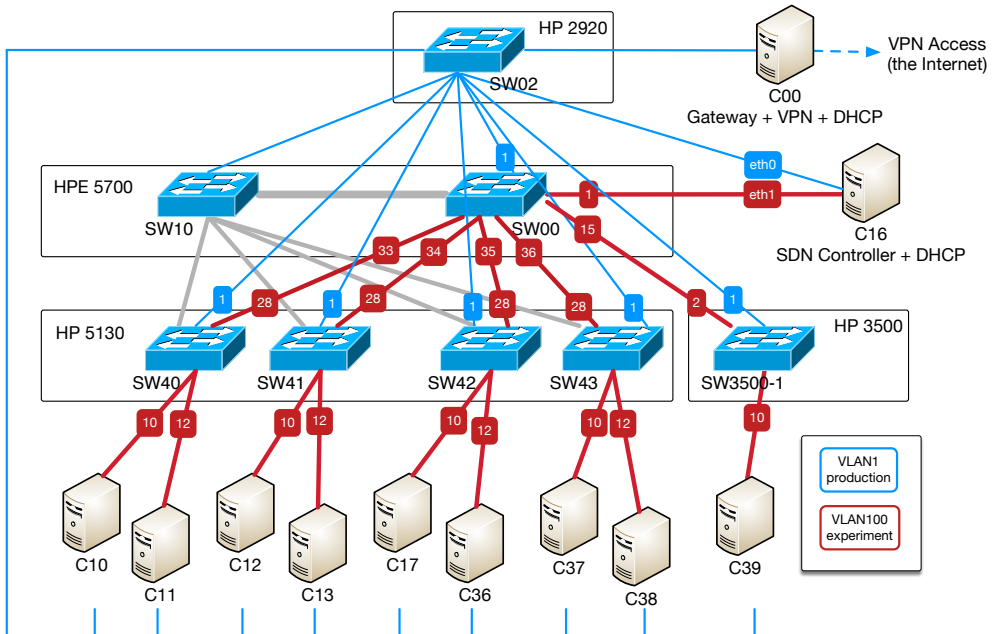 HP 2920
SW02
C00
Gateway + VPN + DHCP
VPN Access
(the Internet)
HPE 5700
SW10
SW00
1
1
eth0
eth1
C16
SDN Controller + DHCP
15
33
34
35
36
28
28
28
28
2
1
1
1
1
1
HP 5130
HP 3500
SW40
SW41
SW42
SW43
SW3500-1
10
12
10
12
10
12
10
12
10
C10
C11
C12
C13
C17
C36
C37
C38
C39
VLAN1
production
VLAN100
experiment